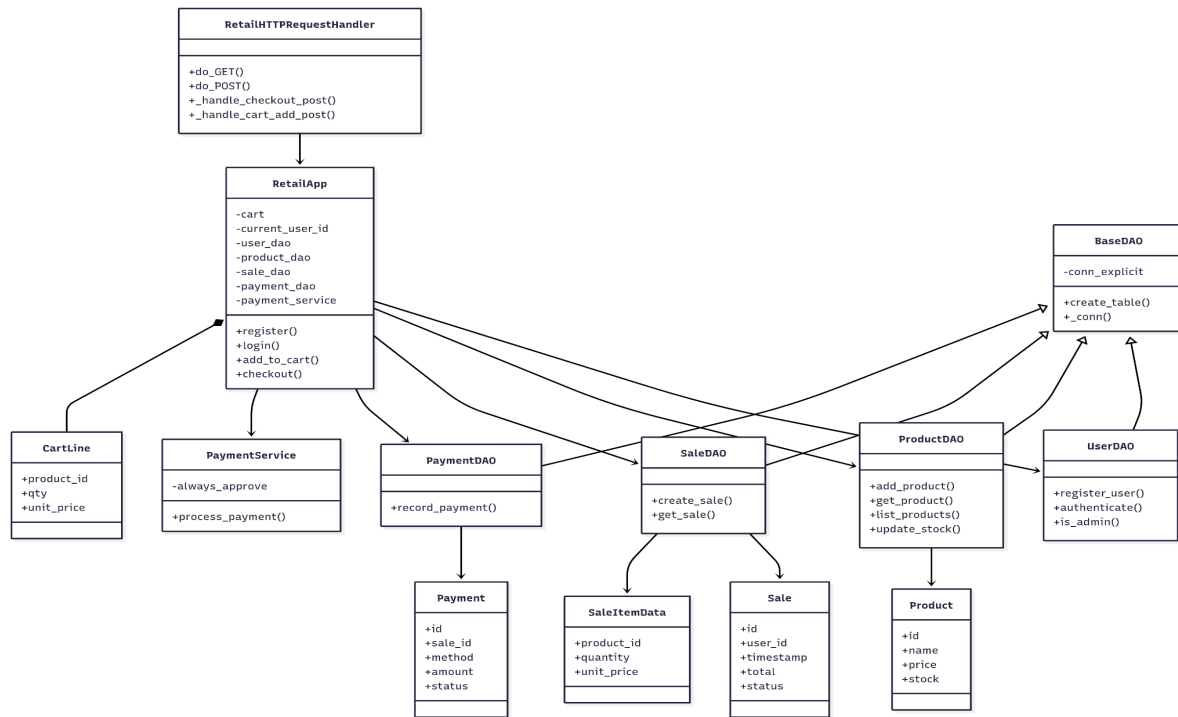 RetailHTTPRequestHandler
+do_GET()
+do_POST()
+_handle_checkout_post()
+_handle_cart_add_post()
RetailApp
-cart
-current_user_id
-user_dao
-product_dao
-sale_dao
-payment_dao
-payment_service
+register()
+login()
+add_to_cart()
+checkout()
BaseDAO
-conn_explicit
+create_table()
+_conn()
CartLine
+product_id
+qty
+unit_price
PaymentService
-always_approve
+process_payment()
PaymentDAO
+record_payment()
SaleDAO
+create_sale()
+get_sale()
ProductDAO
+add_product()
+get_product()
+list_products()
+update_stock()
UserDAO
+register_user()
+authenticate()
+is_admin()
Payment
+id
+sale_id
+method
+amount
+status
SaleItemData
+product_id
+quantity
+unit_price
Sale
+id
+user_id
+timestamp
+total
+status
Product
+id
+name
+price
+stock